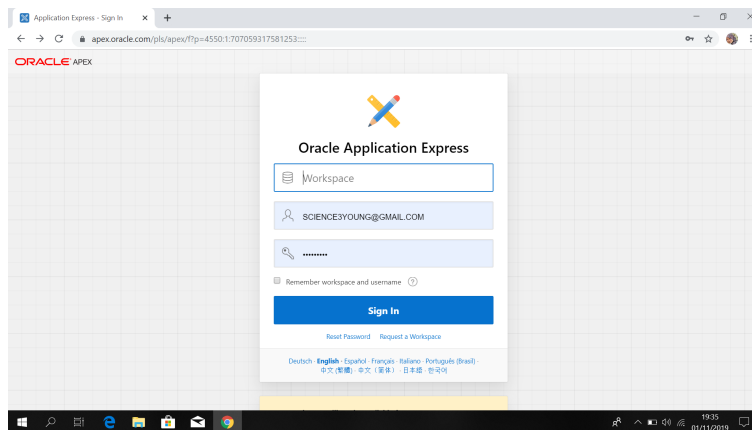 Application Express - Sign In
apex.oracle.com/pls/apex/f?p=4550:1:707059317581253:::::
ORACLE APEX
Oracle Application Express
Workspace
SCIENCE3YOUNG@GMAIL.COM
•••••••••
Remember workspace and username ?
Sign In
Reset Password Request a Workspace
Deutsch · English · Español · Français · Italiano · Português (Brasil) ·
中文 (繁體) · 中文（简体） · 日本語 · 한국어
19:35
01/11/2019